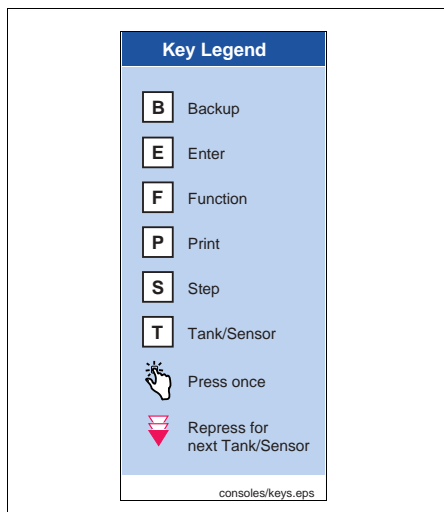 Key Legend
B Backup
E Enter
F Function
P Print
S Step
T Tank/Sensor
Press once
Repress for
next Tank/Sensor
consoles/keys.eps